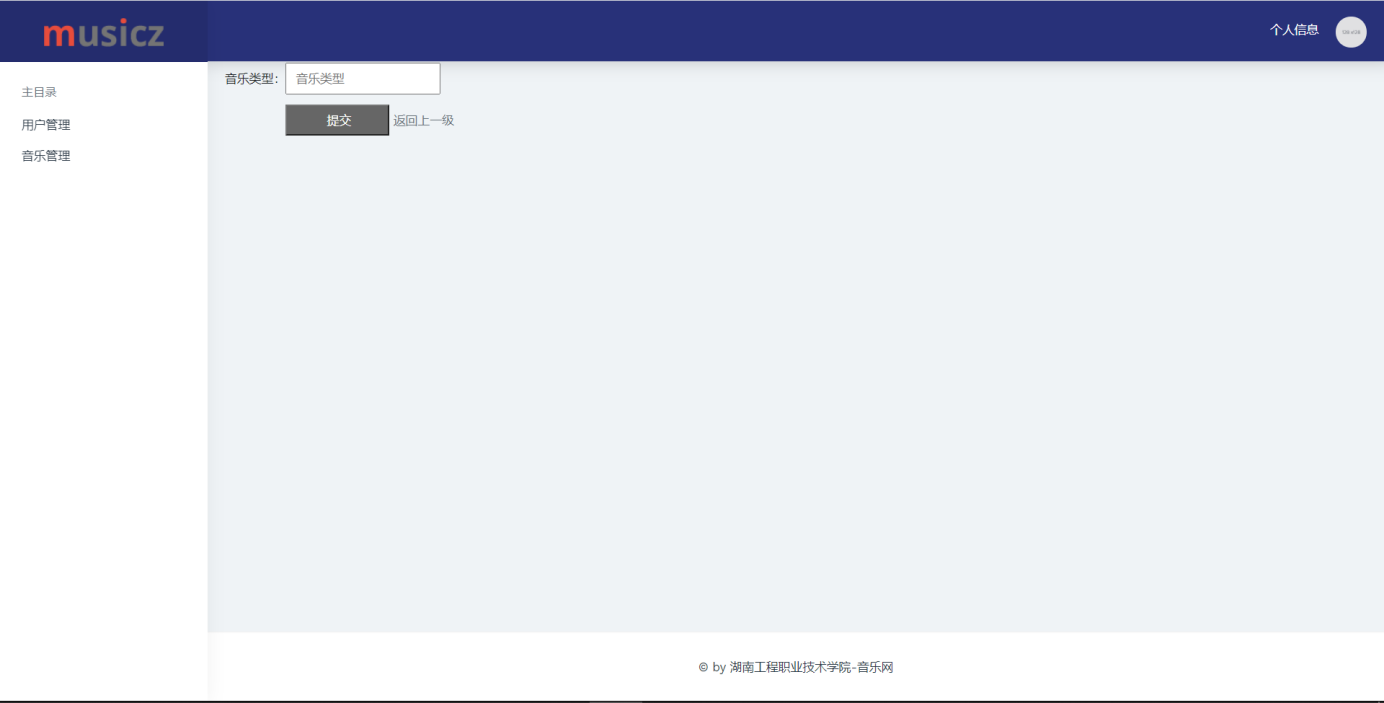 musicz
个人信息
主目录
用户管理
音乐管理
音乐类型：
音乐类型
提交 返回上一级
© by 湖南工程职业技术学院-音乐网